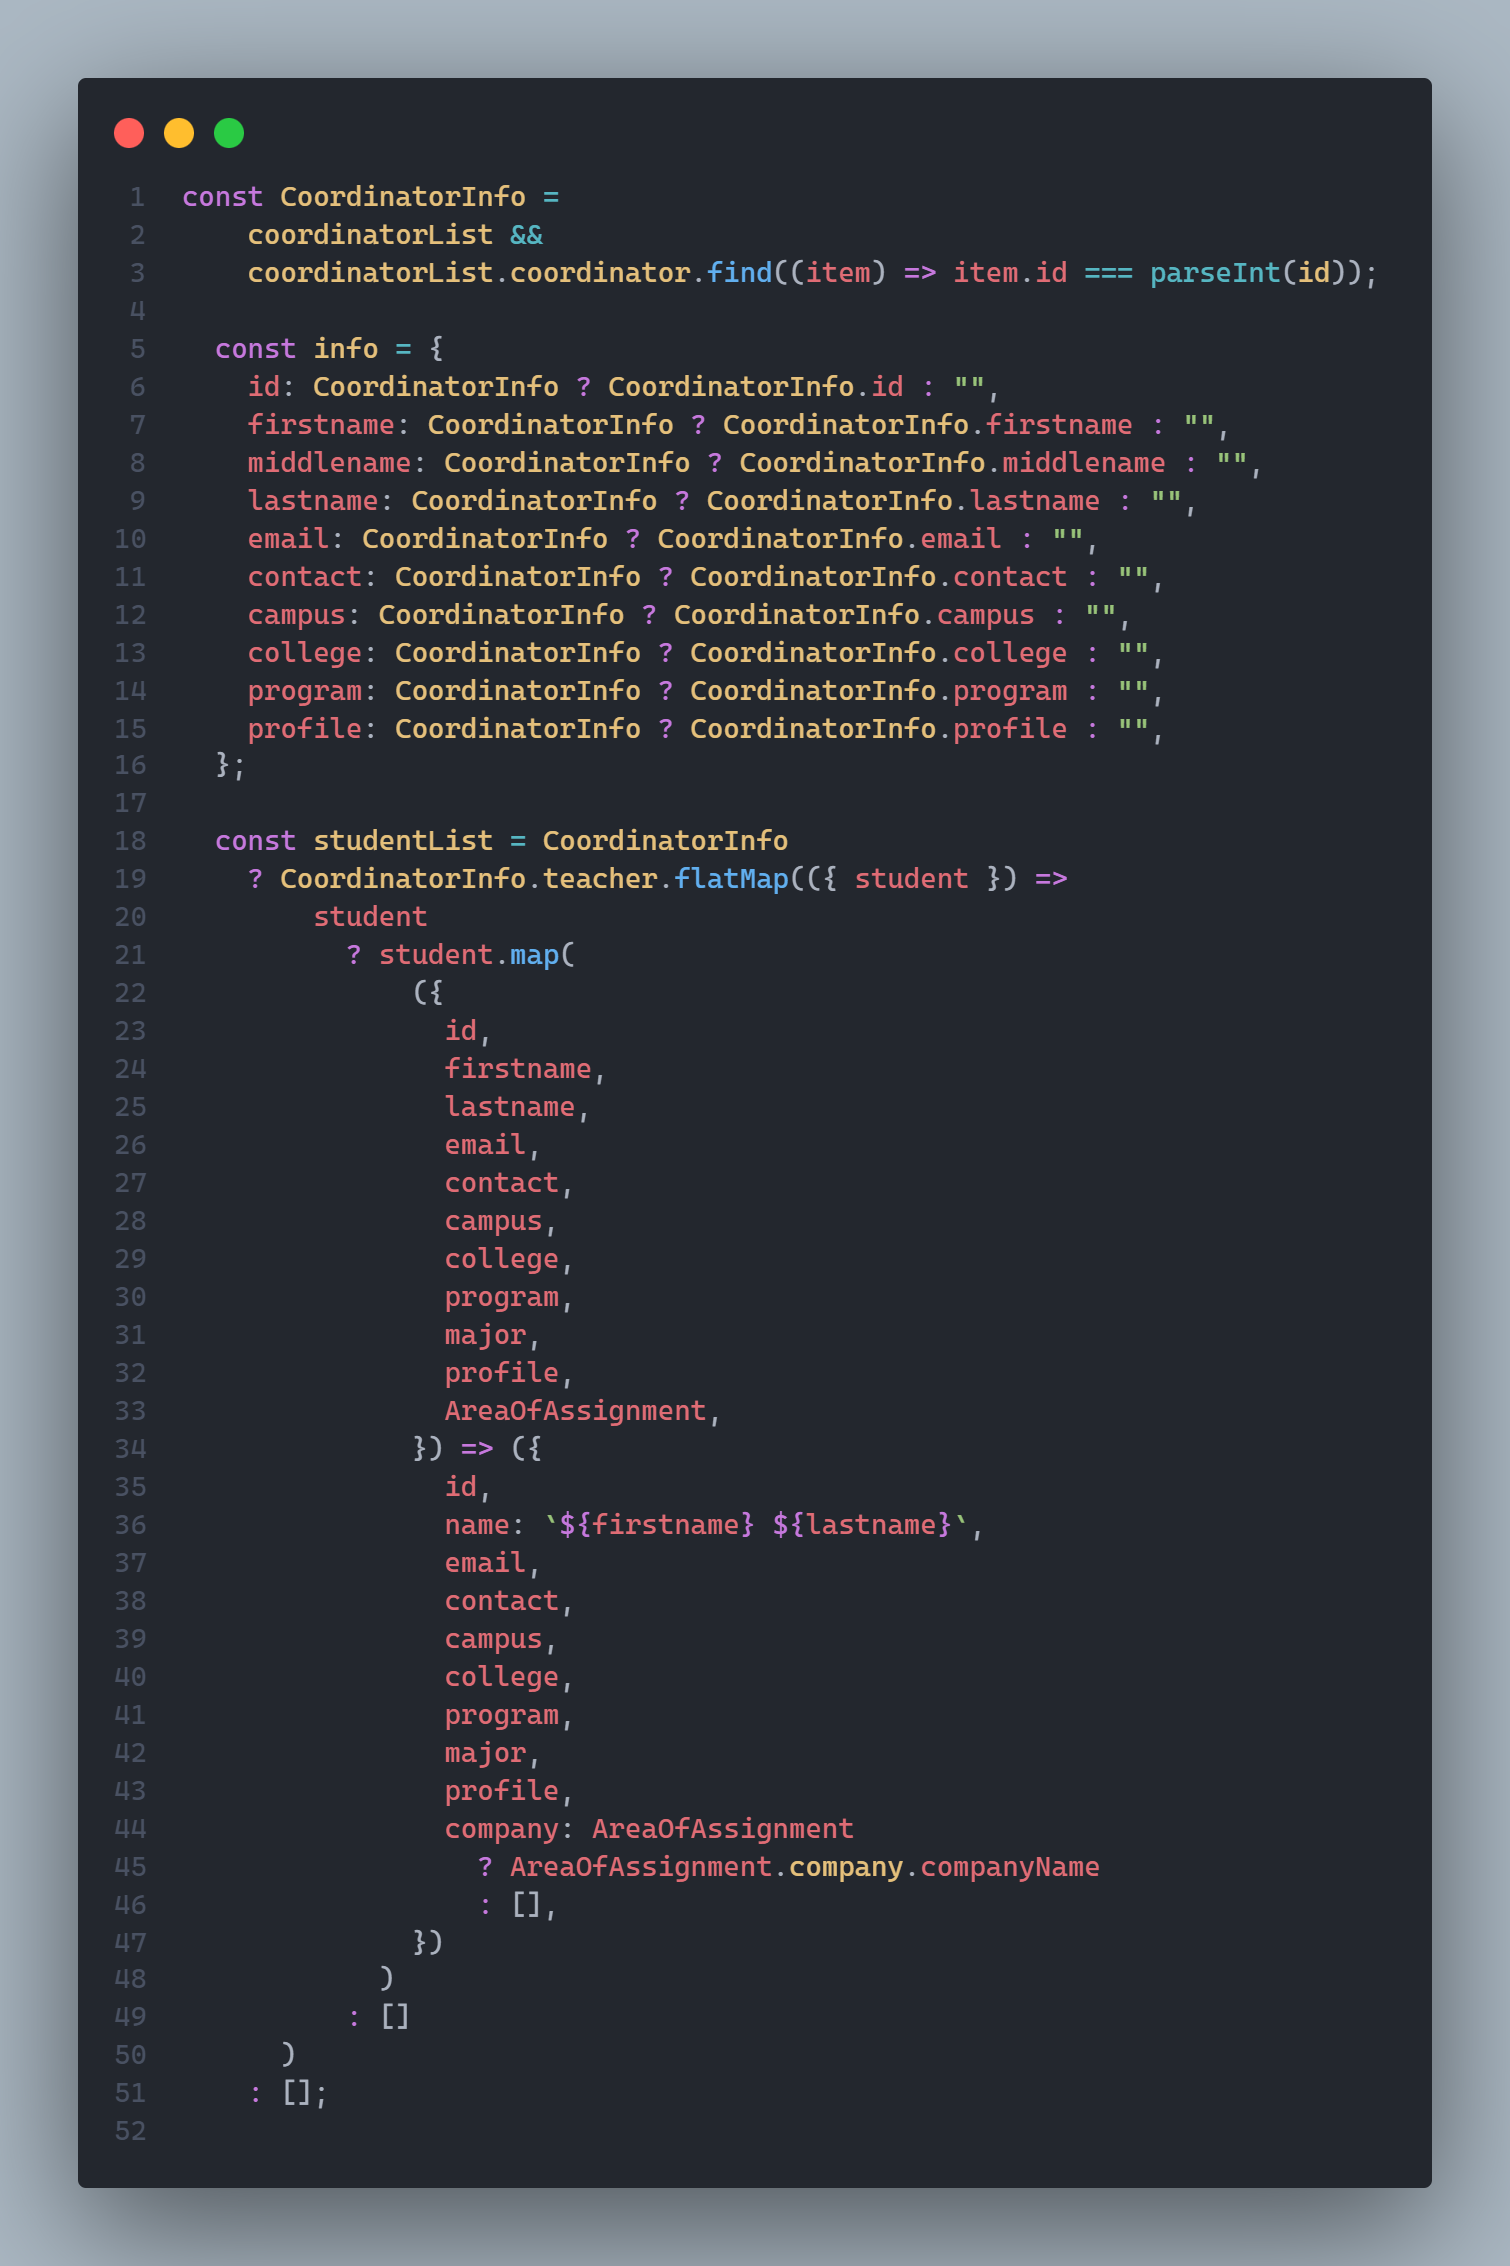 1 const CoordinatorInfo =
2 coordinatorList &&
3 coordinatorList.coordinator.find((item) => item.id === parseInt(id));
4
5 const info = {
6 id: CoordinatorInfo ? CoordinatorInfo.id : "",
7 firstname: CoordinatorInfo ? CoordinatorInfo.firstname : "",
8 middlename: CoordinatorInfo ? CoordinatorInfo.middlename : "",
9 lastname: CoordinatorInfo ? CoordinatorInfo.lastname : "",
10 email: CoordinatorInfo ? CoordinatorInfo.email : "",
11 contact: CoordinatorInfo ? CoordinatorInfo.contact : "",
12 campus: CoordinatorInfo ? CoordinatorInfo.campus : "",
13 college: CoordinatorInfo ? CoordinatorInfo.college : "",
14 program: CoordinatorInfo ? CoordinatorInfo.program : "",
15 profile: CoordinatorInfo ? CoordinatorInfo.profile : "",
16 };
17
18 const studentList = CoordinatorInfo
19 ? CoordinatorInfo.teacher.flatMap(({ student }) =>
20 student
21 ? student.map(
22 ({
23 id,
24 firstname,
25 lastname,
26 email,
27 contact,
28 campus,
29 college,
30 program,
31 major,
32 profile,
33 AreaOfAssignment,
34 }) => ({
35 id,
36 name: `${firstname} ${lastname}`,
37 email,
38 contact,
39 campus,
40 college,
41 program,
42 major,
43 profile,
44 company: AreaOfAssignment
45 ? AreaOfAssignment.company.companyName
46 : [],
47 })
48 )
49 : []
50 )
51 : [];
52